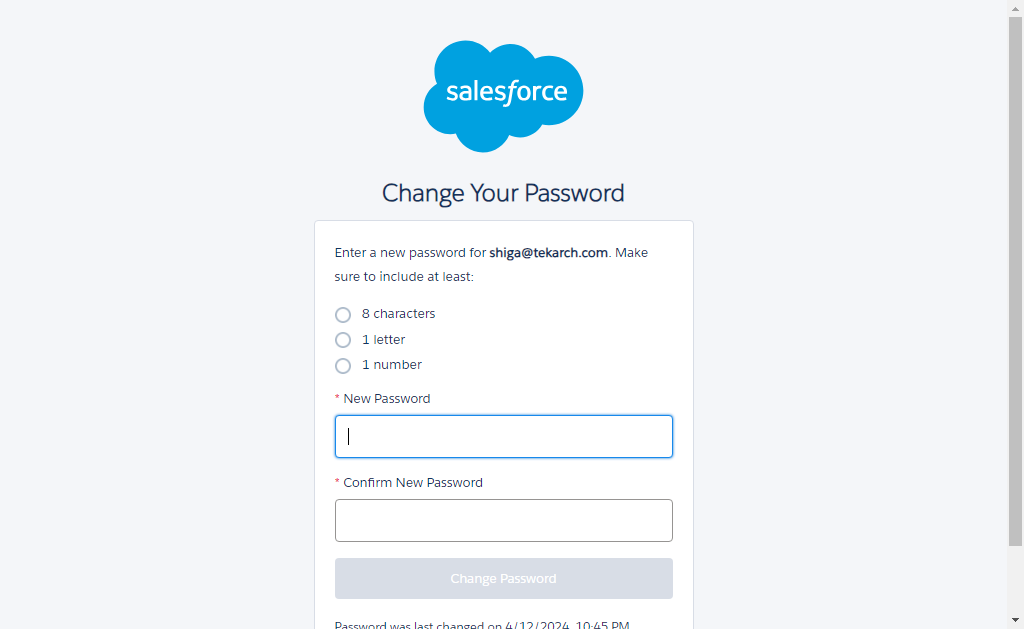 salesforce
Change Your Password
Enter a new password for shiga@tekarch.com. Make
sure to include at least:
8 characters
1 letter
1 number
* New Password
* Confirm New Password
Change Password
Password was last changed on 4/12/2024, 10:45 PM.